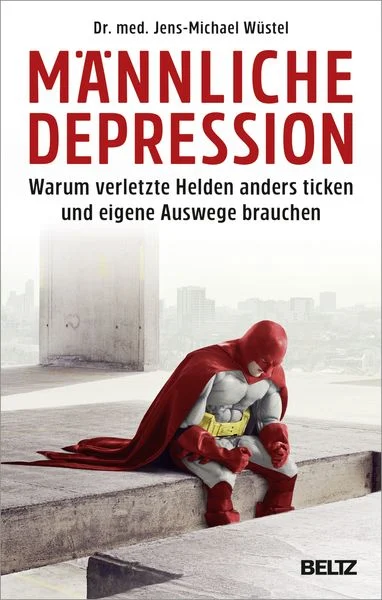 Dr. med. Jens-Michael Wüstel
MÄNNLICHE
DEPRESSION
Warum verletzte Helden anders ticken
und eigene Auswege brauchen
BELTZ